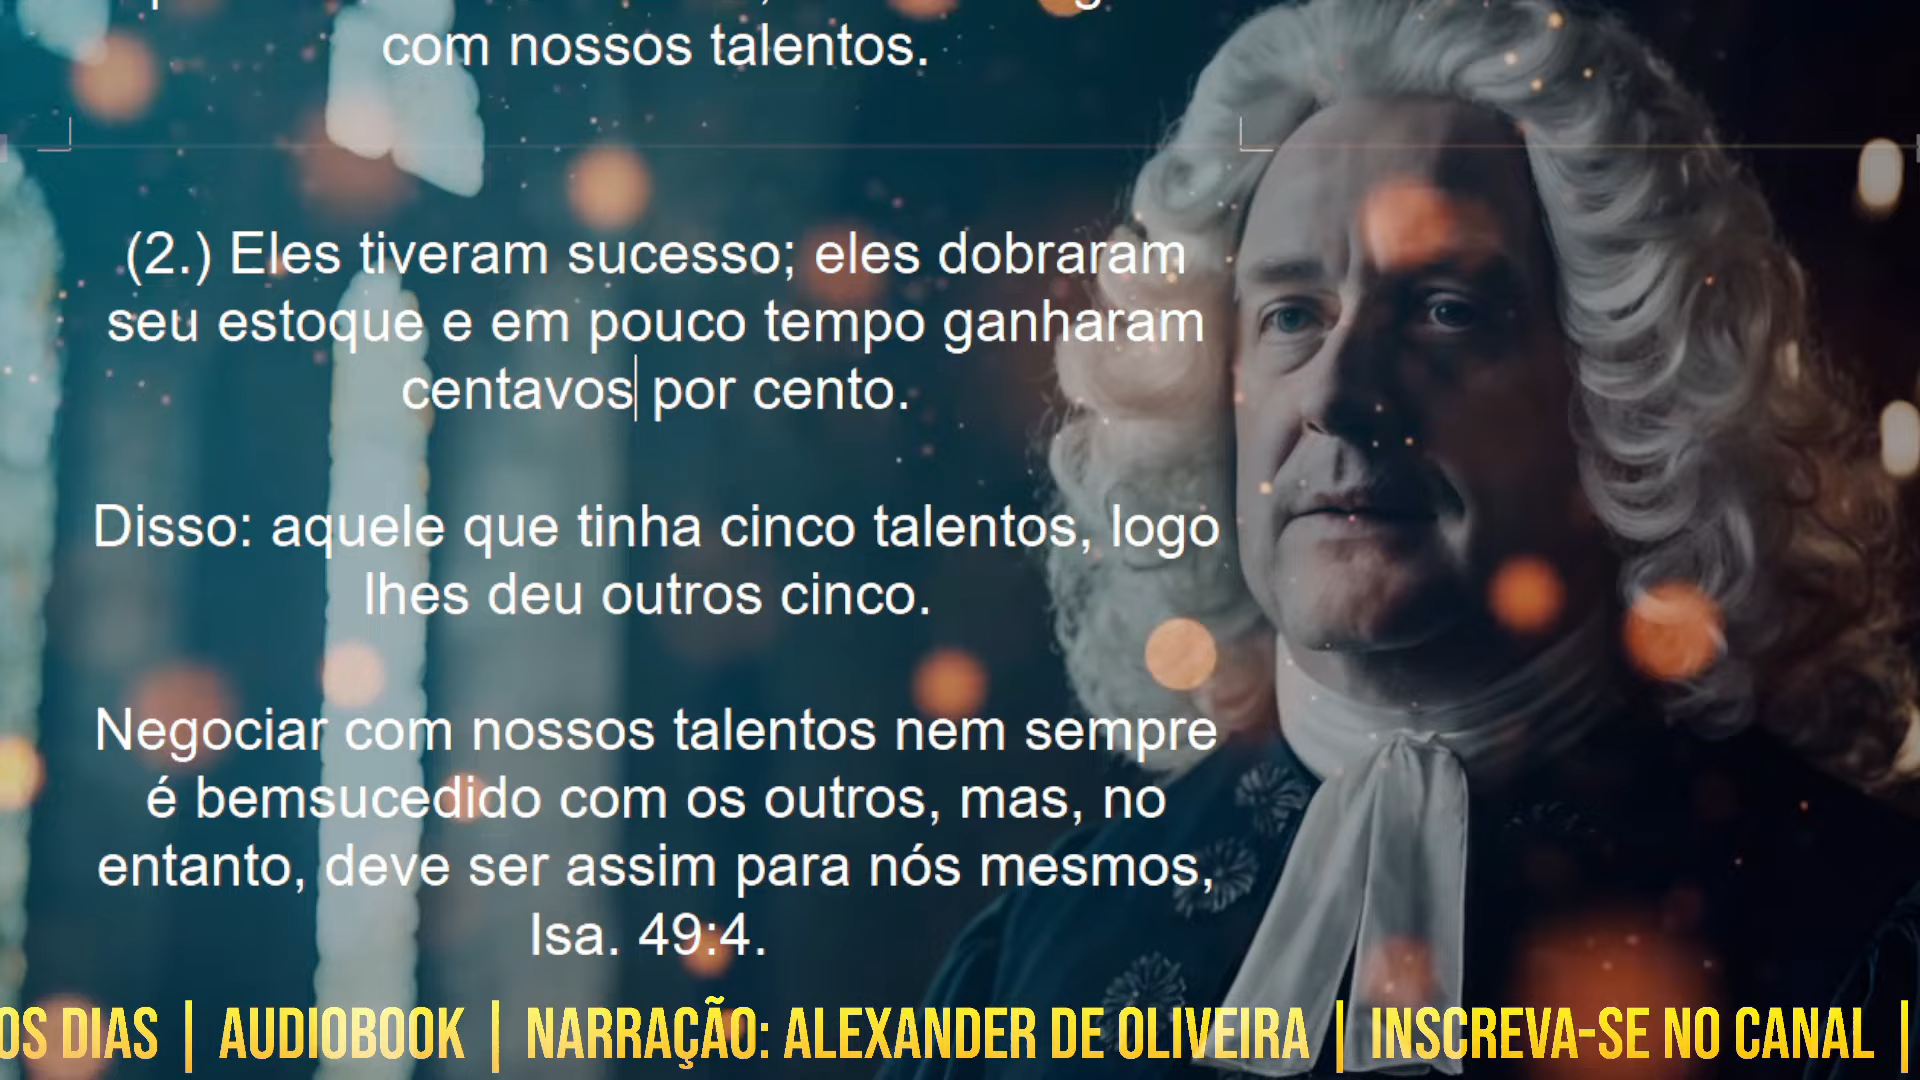 com nossos talentos.
(2.) Eles tiveram sucesso; eles dobraram
seu estoque e em pouco tempo ganharam
centavos por cento.
Disso: aquele que tinha cinco talentos, logo
lhes deu outros cinco.
Negociar com nossos talentos nem sempre
é bemsucedido com os outros, mas, no
entanto, deve ser assim para nós mesmos,
Isa. 49:4.
OS DIAS | AUDIOBOOK | NARRAÇÃO: ALEXANDER DE OLIVEIRA | INSCREVA-SE NO CANAL |